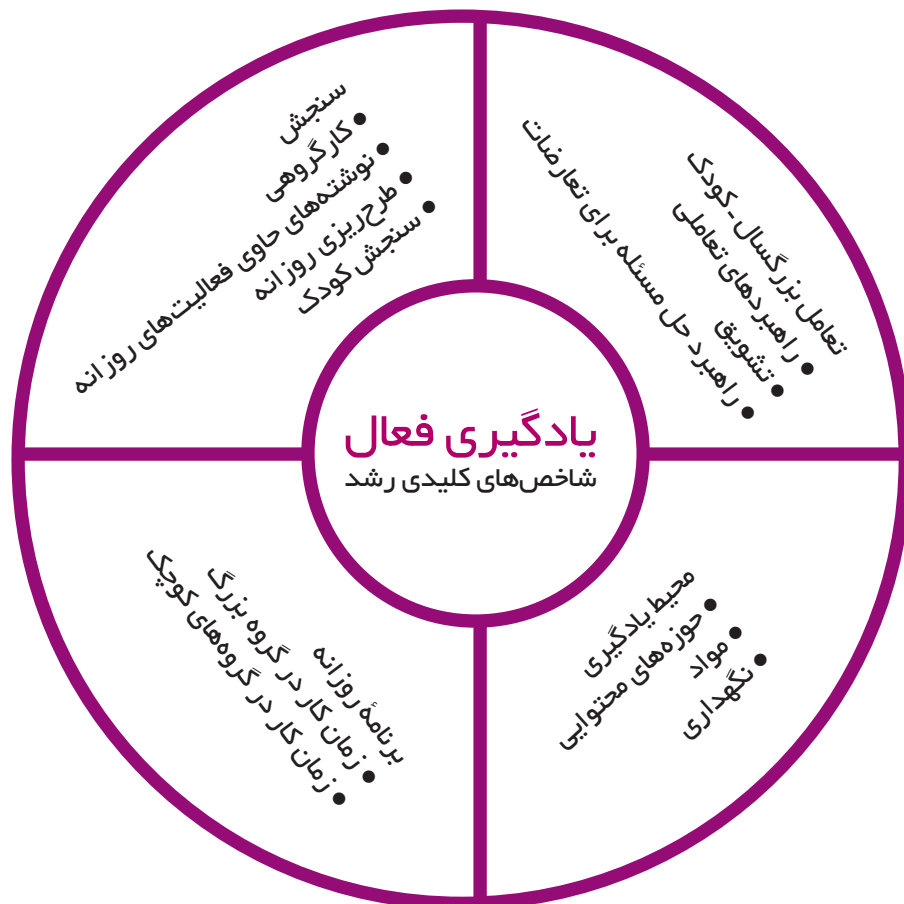 سنجش
• کارگروهی
• نوشته‌های حاوی فعالیت‌های روزانه
• طرح‌ریزی روزانه
• سنجش کودک
تعامل بزرگسال - کودک
• راهبردهای تعاملی
• تشویق
• راهبرد حل مسئله برای تعارضات
یادگیری فعال
شاخص‌های کلیدی رشد
برنامهٔ روزانه
• زمان کار در گروه بزرگ
• زمان کار در گروه‌های کوچک
محیط یادگیری
• حوزه‌های محتوایی
• مواد
• نگهداری